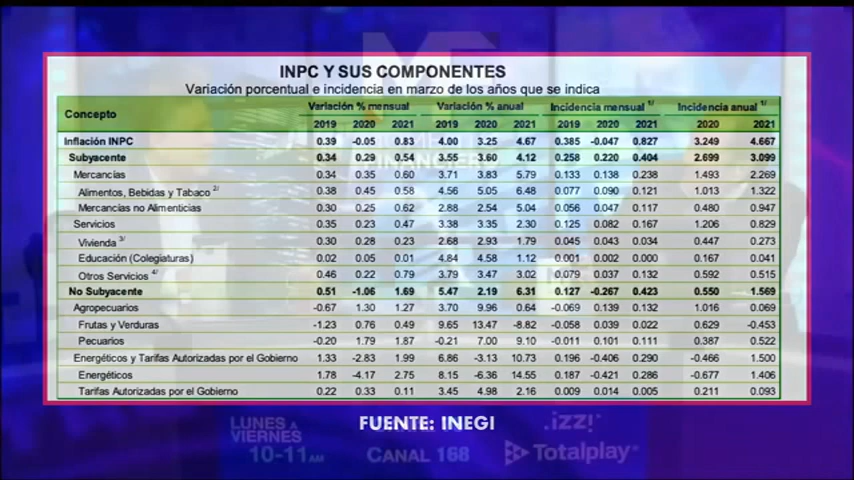 INPC Y SUS COMPONENTES
Variación porcentual e incidencia en marzo de los años que se indica
Concepto Variación % mensual Variación % anual Incidencia mensual 1/ Incidencia anual 1/
2019 2020 2021 2019 2020 2021 2019 2020 2021 2020 2021
Inflación INPC 0.39 -0.05 0.83 4.00 3.25 4.67 0.385 -0.047 0.827 3.249 4.667
Subyacente 0.34 0.29 0.54 3.55 3.60 4.12 0.258 0.220 0.404 2.699 3.099
Mercancías 0.34 0.35 0.60 3.71 3.83 5.79 0.133 0.138 0.238 1.493 2.269
Alimentos, Bebidas y Tabaco 2/ 0.38 0.45 0.58 4.56 5.05 6.48 0.077 0.090 0.121 1.013 1.322
Mercancías no Alimenticias 0.30 0.25 0.62 2.88 2.54 5.04 0.056 0.047 0.117 0.480 0.947
Servicios 0.35 0.23 0.47 3.38 3.35 2.30 0.125 0.082 0.167 1.206 0.829
Vivienda 3/ 0.30 0.28 0.23 2.68 2.93 1.79 0.045 0.043 0.034 0.447 0.273
Educación (Colegiaturas) 0.02 0.05 0.01 4.84 4.58 1.12 0.001 0.002 0.000 0.167 0.041
Otros Servicios 4/ 0.46 0.22 0.79 3.79 3.47 3.02 0.079 0.037 0.132 0.592 0.515
No Subyacente 0.51 -1.06 1.69 5.47 2.19 6.31 0.127 -0.267 0.423 0.550 1.569
Agropecuarios -0.67 1.30 1.27 3.70 9.96 0.64 -0.069 0.139 0.132 1.016 0.069
Frutas y Verduras -1.23 0.76 0.49 9.65 13.47 -8.82 -0.058 0.039 0.022 0.629 -0.453
Pecuarios -0.20 1.79 1.87 -0.21 7.00 9.10 -0.011 0.101 0.111 0.387 0.522
Energéticos y Tarifas Autorizadas por el Gobierno 1.33 -2.83 1.99 6.86 -3.13 10.73 0.196 -0.406 0.290 -0.466 1.500
Energéticos 1.78 -4.17 2.75 8.15 -6.36 14.55 0.187 -0.421 0.286 -0.677 1.406
Tarifas Autorizadas por el Gobierno 0.22 0.33 0.11 3.45 4.98 2.16 0.009 0.014 0.005 0.211 0.093
FUENTE: INEGI
LUNES A
VIERNES
10-11AM
CANAL 168
izzi
Totalplay